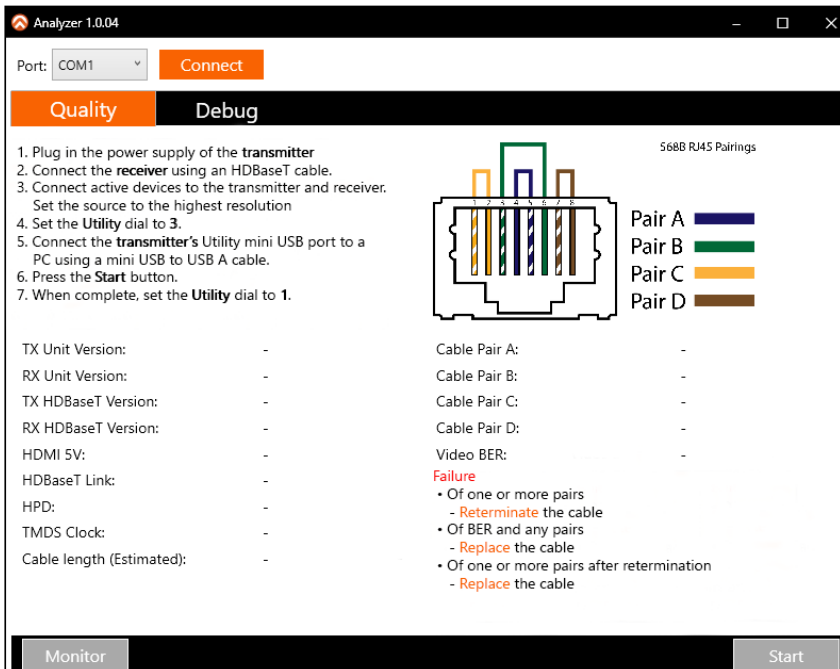 Analyzer 1.0.04
Port: COM1 Connect
Quality Debug
1. Plug in the power supply of the transmitter
2. Connect the receiver using an HDBaseT cable.
3. Connect active devices to the transmitter and receiver.
Set the source to the highest resolution
4. Set the Utility dial to 3.
5. Connect the transmitter's Utility mini USB port to a
PC using a mini USB to USB A cable.
6. Press the Start button.
7. When complete, set the Utility dial to 1.
568B RJ45 Pairings
1 2 3 4 5 6 7 8
Pair A
Pair B
Pair C
Pair D
TX Unit Version: -
RX Unit Version: -
TX HDBaseT Version: -
RX HDBaseT Version: -
HDMI 5V: -
HDBaseT Link: -
HPD: -
TMDS Clock: -
Cable length (Estimated): -
Cable Pair A: -
Cable Pair B: -
Cable Pair C: -
Cable Pair D: -
Video BER: -
Failure
• Of one or more pairs
- Reterminate the cable
• Of BER and any pairs
- Replace the cable
• Of one or more pairs after retermination
- Replace the cable
Monitor Start